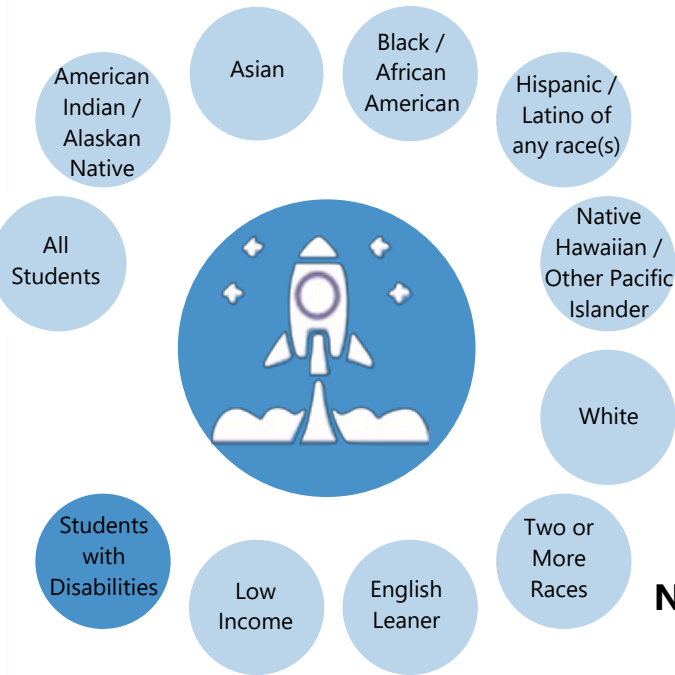 All
Students
American
Indian /
Alaskan
Native
Asian
Black /
African
American
Hispanic /
Latino of
any race(s)
Native
Hawaiian /
Other Pacific
Islander
White
Two or
More
Races
English
Leaner
Low
Income
Students
with
Disabilities
N